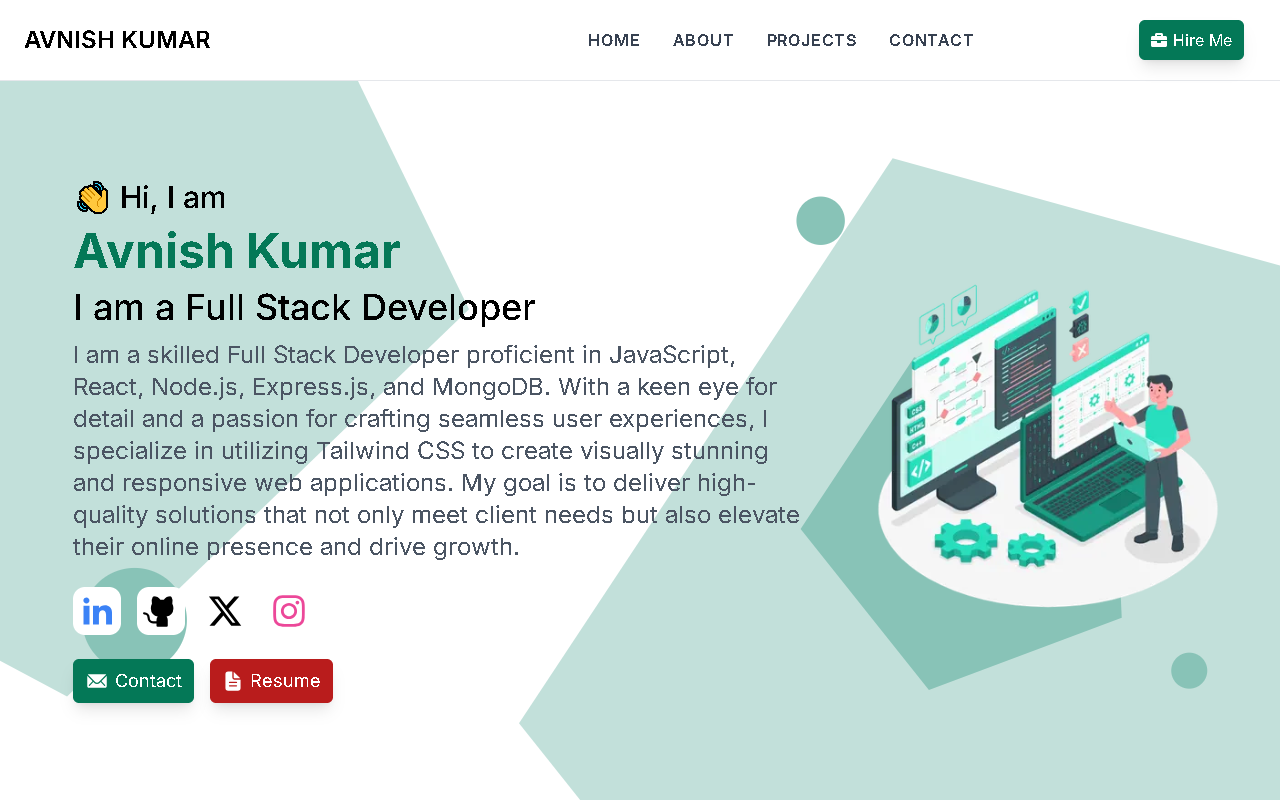 AVNISH KUMAR
HOME
ABOUT
PROJECTS
CONTACT
Hire Me
👋 Hi, I am
Avnish Kumar
I am a Full Stack Developer
I am a skilled Full Stack Developer proficient in JavaScript,
React, Node.js, Express.js, and MongoDB. With a keen eye for
detail and a passion for crafting seamless user experiences, I
specialize in utilizing Tailwind CSS to create visually stunning
and responsive web applications. My goal is to deliver high-
quality solutions that not only meet client needs but also elevate
their online presence and drive growth.
CSS
HTML
C++
</>
in
Contact
Resume